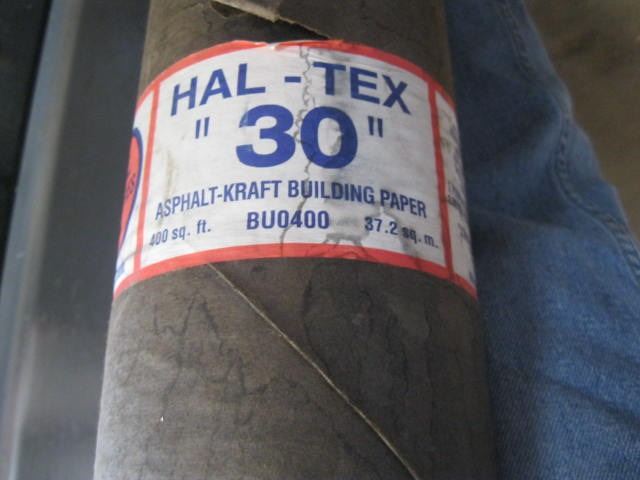 HAL - TEX
" 30 "
ASPHALT-KRAFT BUILDING PAPER
400 sq. ft. BU0400 37.2 sq. m.